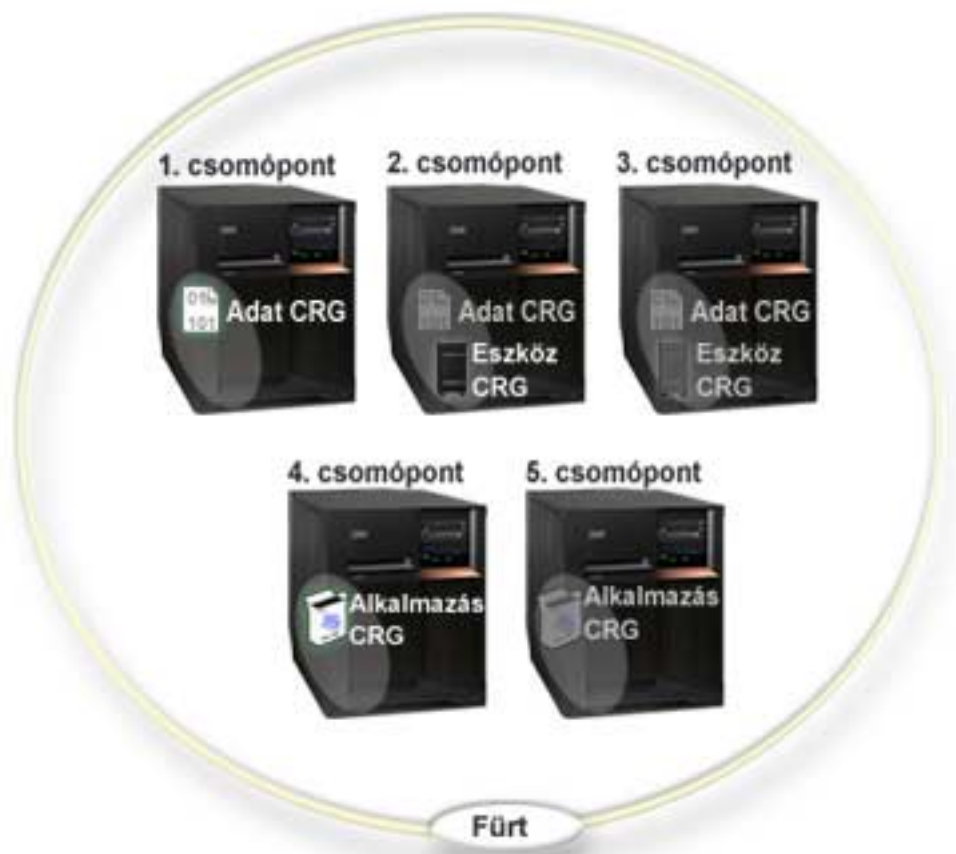 1. csomópont
2. csomópont
3. csomópont
Adat CRG
Adat CRG
Eszköz
CRG
Adat CRG
Eszköz
CRG
4. csomópont
5. csomópont
Alkalmazás
CRG
Alkalmazás
CRG
Fürt